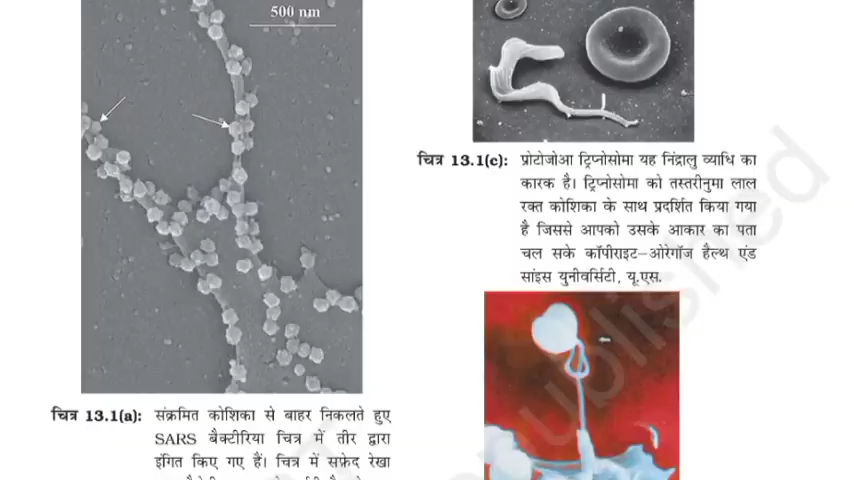 500 nm
चित्र 13.1(a): संक्रमित कोशिका से बाहर निकलते हुए
SARS बैक्टीरिया चित्र में तीर द्वारा
इंगित किए गए हैं। चित्र में सफ़ेद रेखा
चित्र 13.1(c): प्रोटोजोआ ट्रिप्नोसोमा यह निंद्रालु व्याधि का
कारक है। ट्रिप्नोसोमा को तस्तरीनुमा लाल
रक्त कोशिका के साथ प्रदर्शित किया गया
है जिससे आपको उसके आकार का पता
चल सके कॉपीराइट–ओरेगॉज हैल्थ एंड
सांइस युनीवर्सिटी, यू.एस.